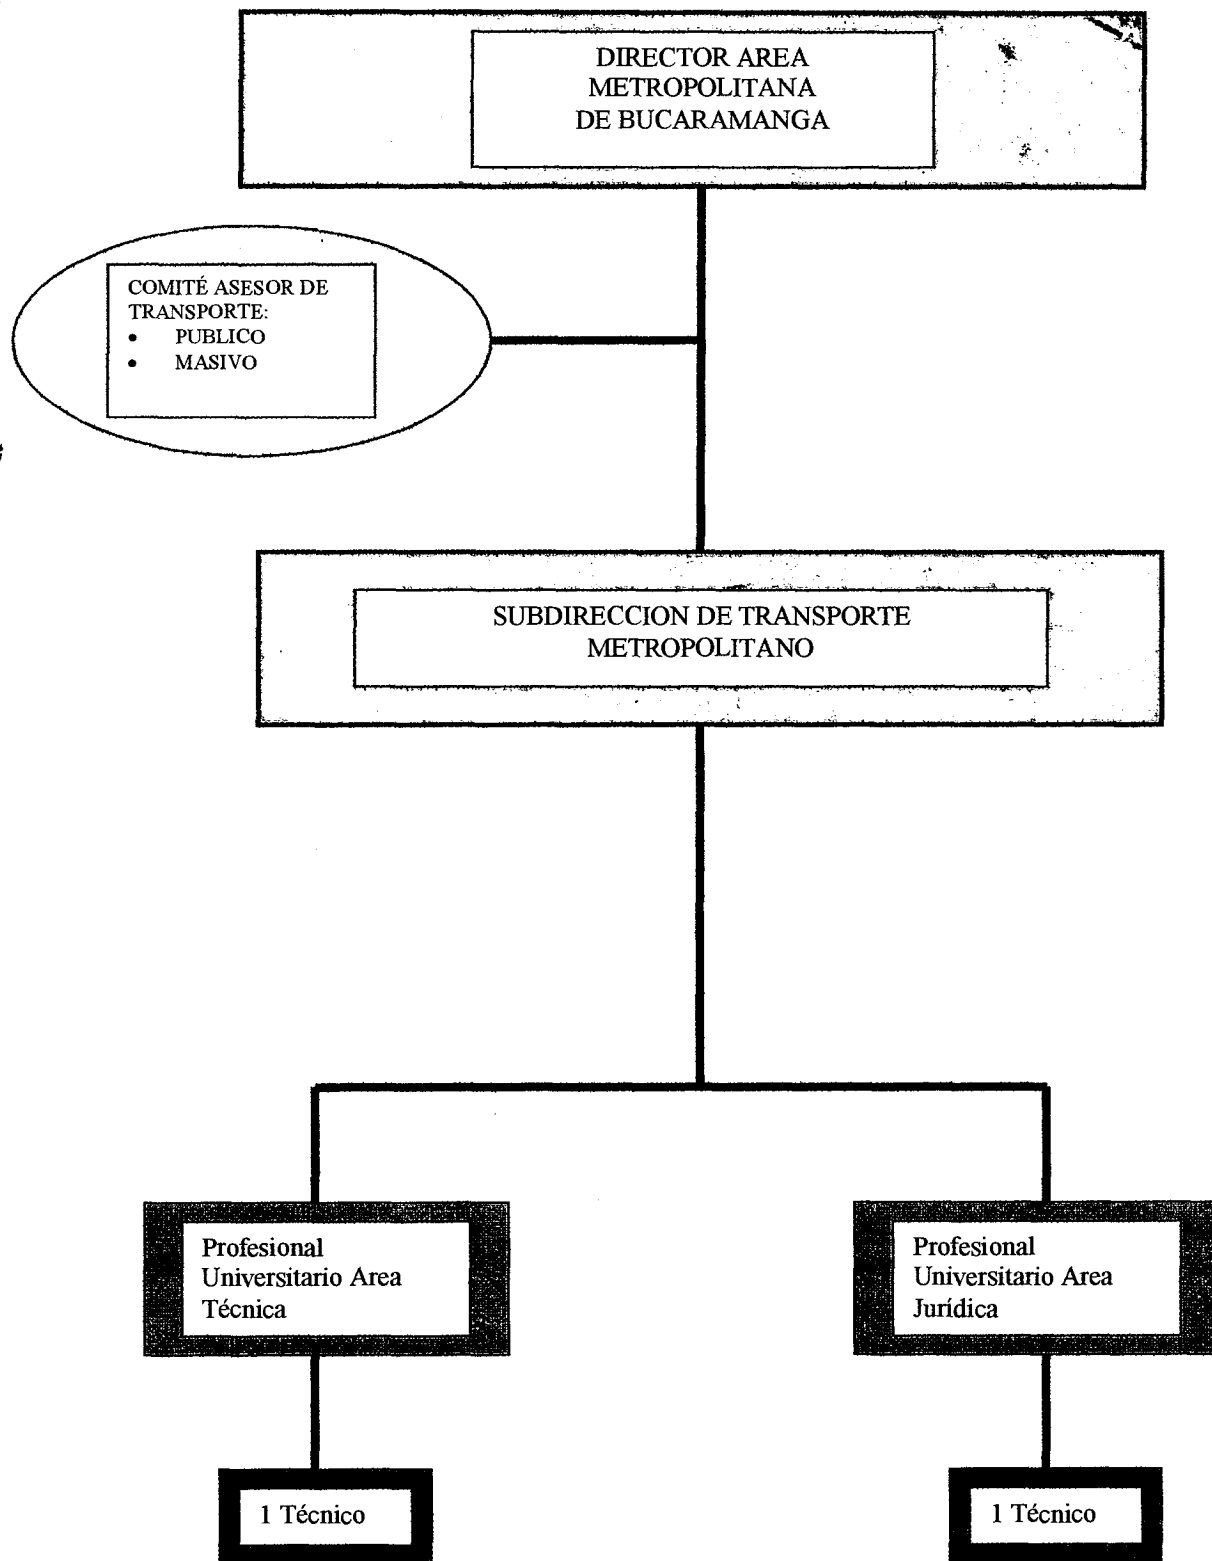 DIRECTOR AREA
METROPOLITANA
DE BUCARAMANGA
COMITÉ ASESOR DE
TRANSPORTE:
• PUBLICO
• MASIVO
SUBDIRECCION DE TRANSPORTE
METROPOLITANO
Profesional
Universitario Area
Técnica
Profesional
Universitario Area
Jurídica
1 Técnico
1 Técnico